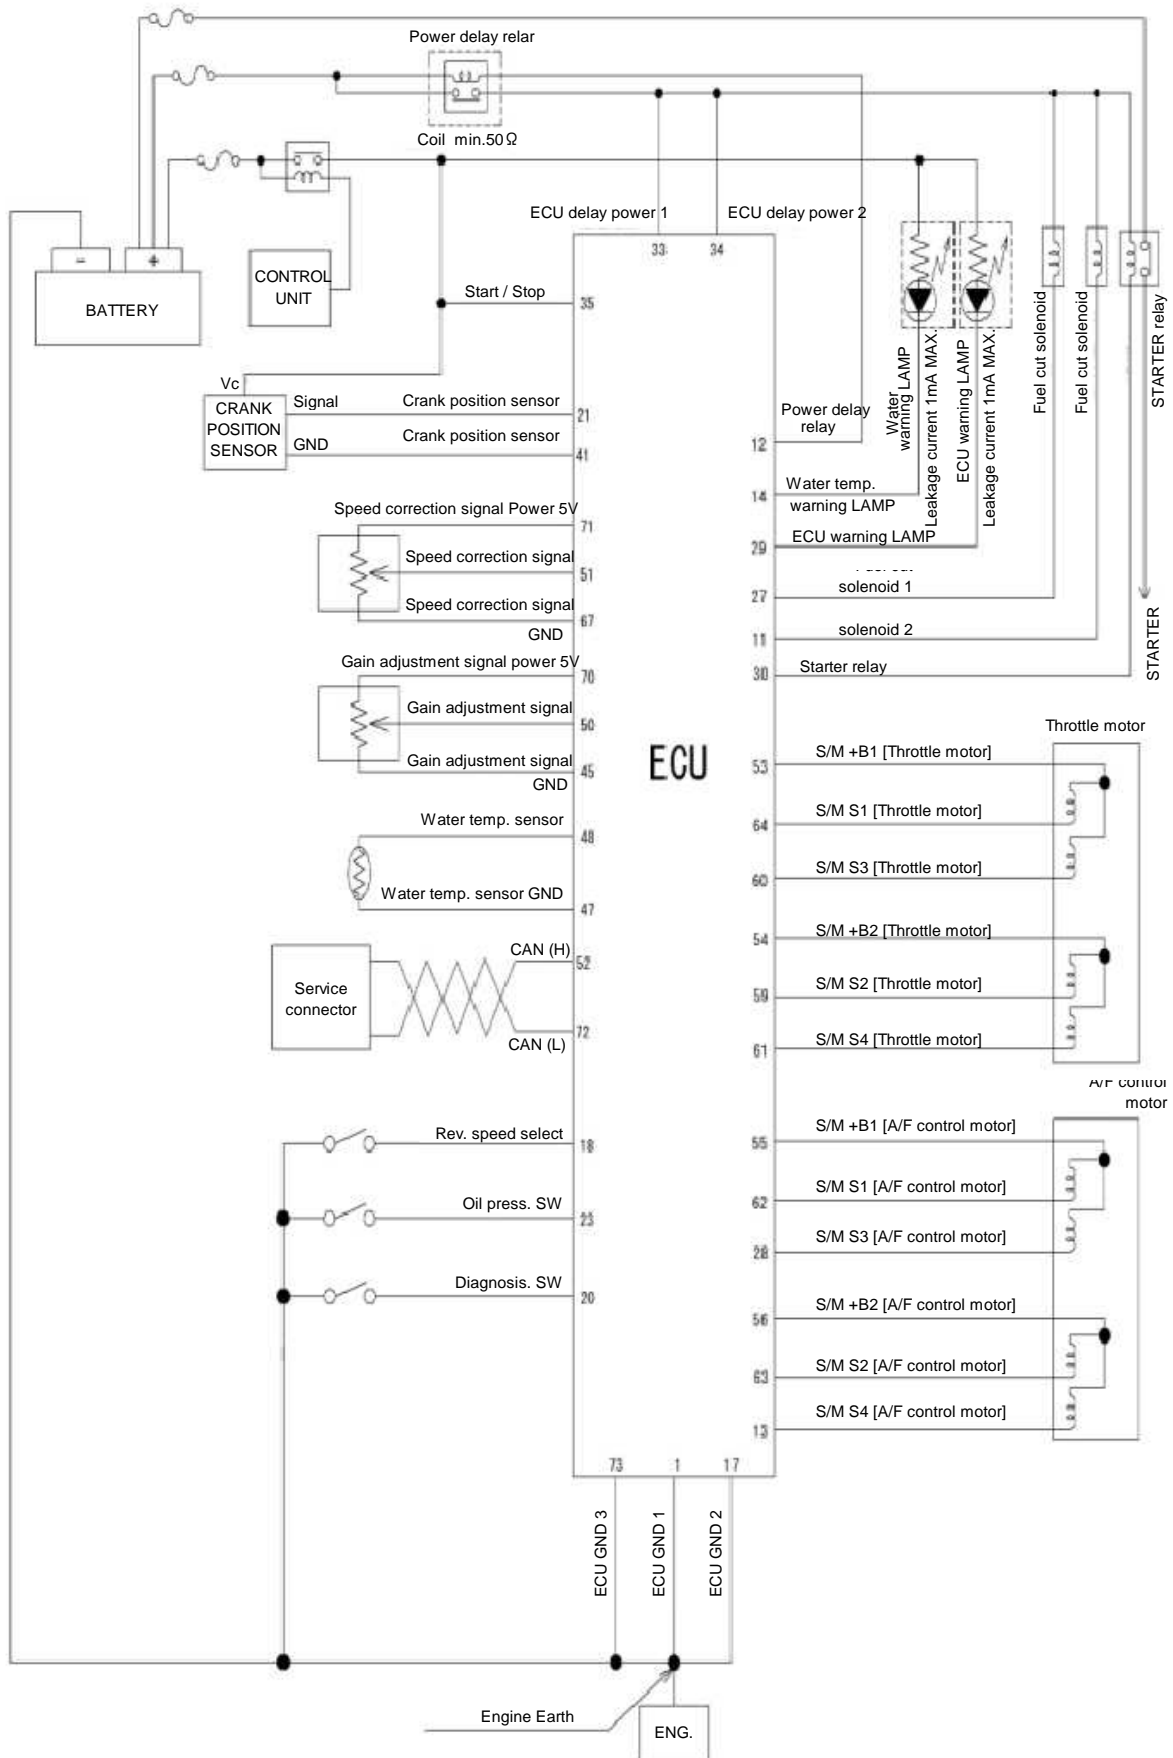 Power delay relar
Coil min.50Ω
ECU delay power 1
ECU delay power 2
33
34
-
+
BATTERY
CONTROL
UNIT
Start / Stop
35
Vc
CRANK
POSITION
SENSOR
Signal
Crank position sensor
21
GND
Crank position sensor
41
Speed correction signal Power 5V
71
Speed correction signal
51
Speed correction signal
67
GND
Gain adjustment signal power 5V
70
Gain adjustment signal
50
Gain adjustment signal
45
GND
Water temp. sensor
48
Water temp. sensor GND
47
Service
connector
CAN (H)
52
72
CAN (L)
Rev. speed select
18
Oil press. SW
23
Diagnosis. SW
20
ECU
Water
warning LAMP
Leakage current 1mA MAX.
ECU warning LAMP
Leakage current 1mA MAX.
Fuel cut solenoid
Fuel cut solenoid
STARTER relay
STARTER
Power delay
relay
12
Water temp.
14
warning LAMP
ECU warning LAMP
29
solenoid 1
27
solenoid 2
11
Starter relay
30
Throttle motor
S/M +B1 [Throttle motor]
53
S/M S1 [Throttle motor]
64
S/M S3 [Throttle motor]
60
S/M +B2 [Throttle motor]
54
S/M S2 [Throttle motor]
59
S/M S4 [Throttle motor]
61
A/F control
motor
S/M +B1 [A/F control motor]
55
S/M S1 [A/F control motor]
62
S/M S3 [A/F control motor]
28
S/M +B2 [A/F control motor]
56
S/M S2 [A/F control motor]
63
S/M S4 [A/F control motor]
13
73
1
17
ECU GND 3
ECU GND 1
ECU GND 2
Engine Earth
ENG.